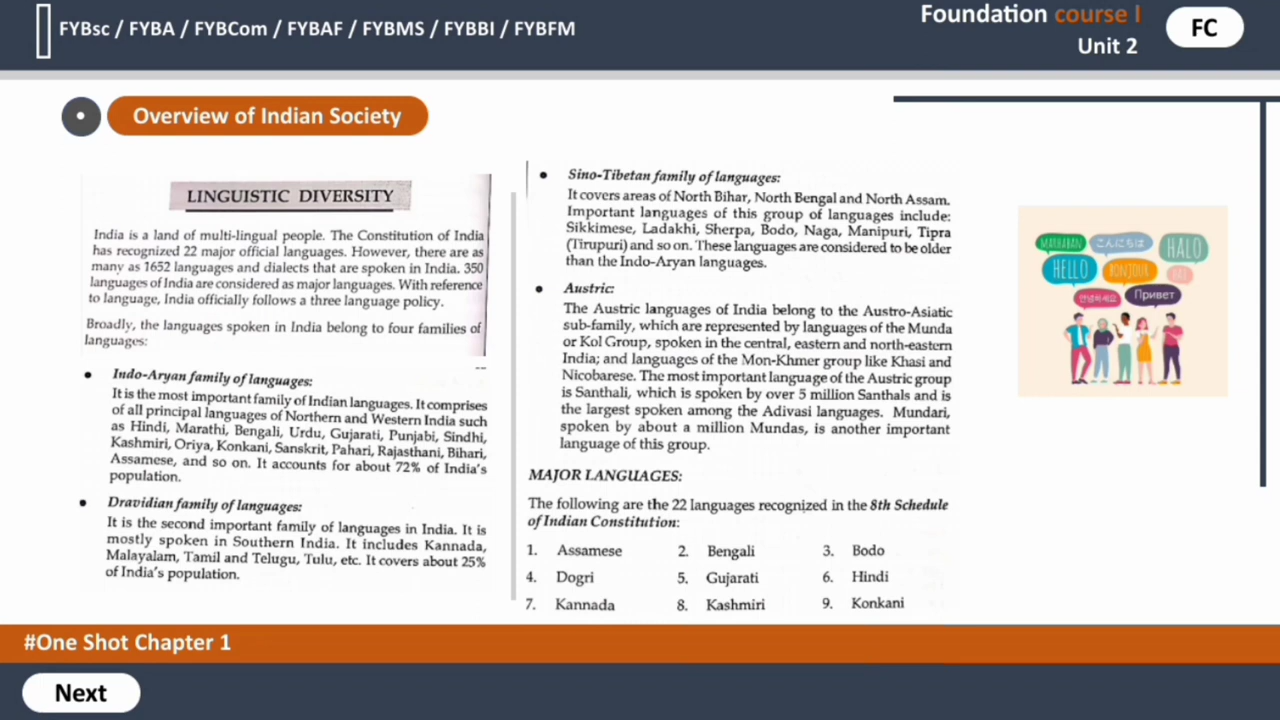 FYBsc / FYBA / FYBCom / FYBAF / FYBMS / FYBBI / FYBFM
Foundation course I
Unit 2
FC
Overview of Indian Society
LINGUISTIC DIVERSITY
India is a land of multi-lingual people. The Constitution of India
has recognized 22 major official languages. However, there are as
many as 1652 languages and dialects that are spoken in India. 350
languages of India are considered as major languages. With reference
to language, India officially follows a three language policy.
Broadly, the languages spoken in India belong to four families of
languages:
• Indo-Aryan family of languages:
It is the most important family of Indian languages. It comprises
of all principal languages of Northern and Western India such
as Hindi, Marathi, Bengali, Urdu, Gujarati, Punjabi, Sindhi,
Kashmiri, Oriya, Konkani, Sanskrit, Pahari, Rajasthani, Bihari,
Assamese, and so on. It accounts for about 72% of India's
population.
• Dravidian family of languages:
It is the second important family of languages in India. It is
mostly spoken in Southern India. It includes Kannada,
Malayalam, Tamil and Telugu, Tulu, etc. It covers about 25%
of India's population.
• Sino-Tibetan family of languages:
It covers areas of North Bihar, North Bengal and North Assam.
Important languages of this group of languages include:
Sikkimese, Ladakhi, Sherpa, Bodo, Naga, Manipuri, Tipra
(Tirupuri) and so on. These languages are considered to be older
than the Indo-Aryan languages.
• Austric:
The Austric languages of India belong to the Austro-Asiatic
sub-family, which are represented by languages of the Munda
or Kol Group, spoken in the central, eastern and north-eastern
India; and languages of the Mon-Khmer group like Khasi and
Nicobarese. The most important language of the Austric group
is Santhali, which is spoken by over 5 million Santhals and is
the largest spoken among the Adivasi languages. Mundari,
spoken by about a million Mundas, is another important
language of this group.
MAJOR LANGUAGES:
The following are the 22 languages recognized in the 8th Schedule
of Indian Constitution:
1. Assamese 2. Bengali 3. Bodo
4. Dogri 5. Gujarati 6. Hindi
7. Kannada 8. Kashmiri 9. Konkani
こんにちは
HALO
HELLO
BONJOUR
안녕하세요
Привет
#One Shot Chapter 1
Next